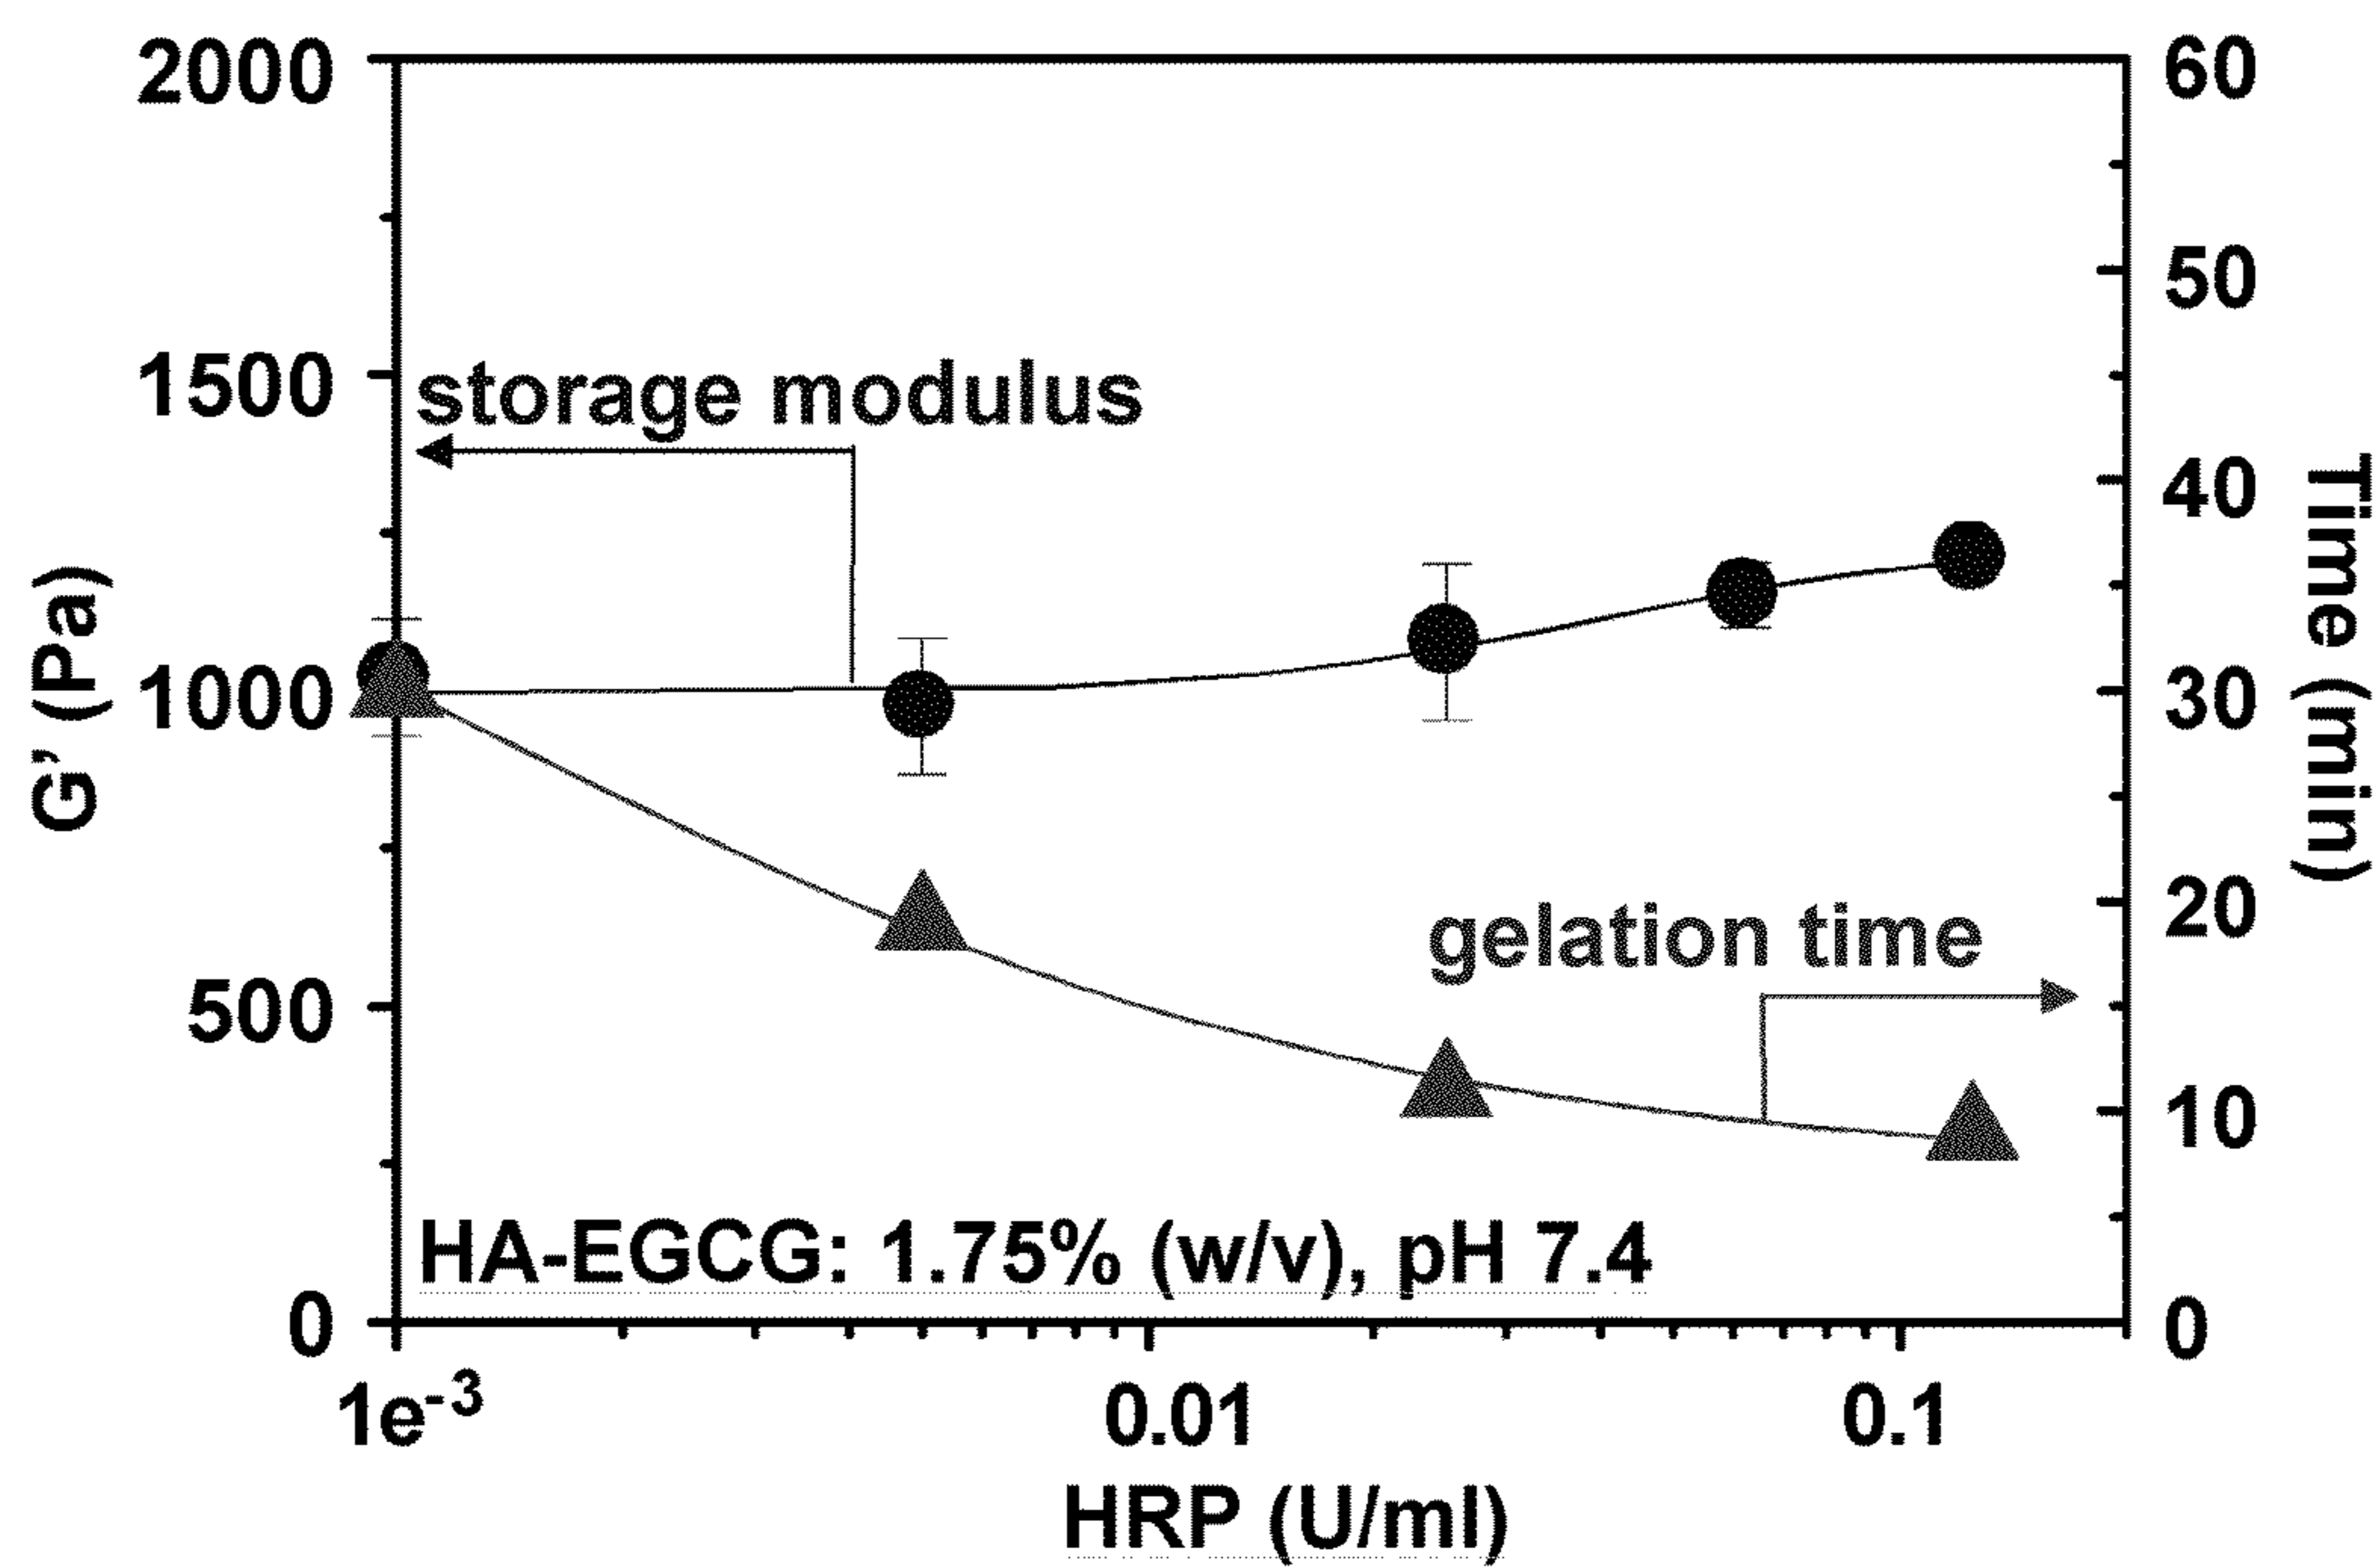 2000
1500
1000
500
0
G' (Pa)
60
50
40
30
20
10
0
Time (min)
storage modulus
gelation time
HA-EGCG: 1.75% (w/v), pH 7.4
1e⁻³
0.01
0.1
HRP (U/ml)